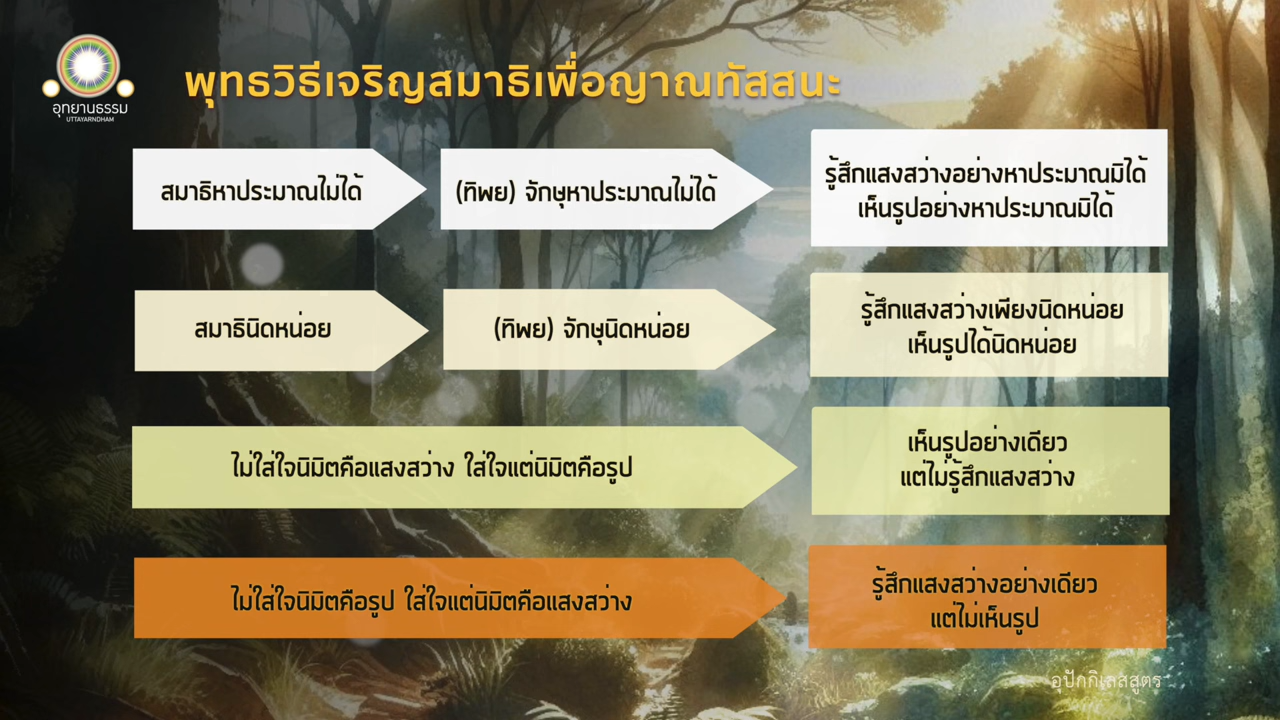 พุทธวิธีเจริญสมาธิเพื่อญาณทัสสนะ
อุทยานธรรม
UTTAYARNDHAM
สมาธิหาประมาณไม่ได้
(ทิพย) จักษุหาประมาณไม่ได้
รู้สึกแสงสว่างอย่างหาประมาณมิได้
เห็นรูปอย่างหาประมาณมิได้
สมาธินิดหน่อย
(ทิพย) จักษุนิดหน่อย
รู้สึกแสงสว่างเพียงนิดหน่อย
เห็นรูปได้นิดหน่อย
ไม่ใส่ใจนิมิตคือแสงสว่าง ใส่ใจแต่นิมิตคือรูป
เห็นรูปอย่างเดียว
แต่ไม่รู้สึกแสงสว่าง
ไม่ใส่ใจนิมิตคือรูป ใส่ใจแต่นิมิตคือแสงสว่าง
รู้สึกแสงสว่างอย่างเดียว
แต่ไม่เห็นรูป
อุปักกิเลสสูตร